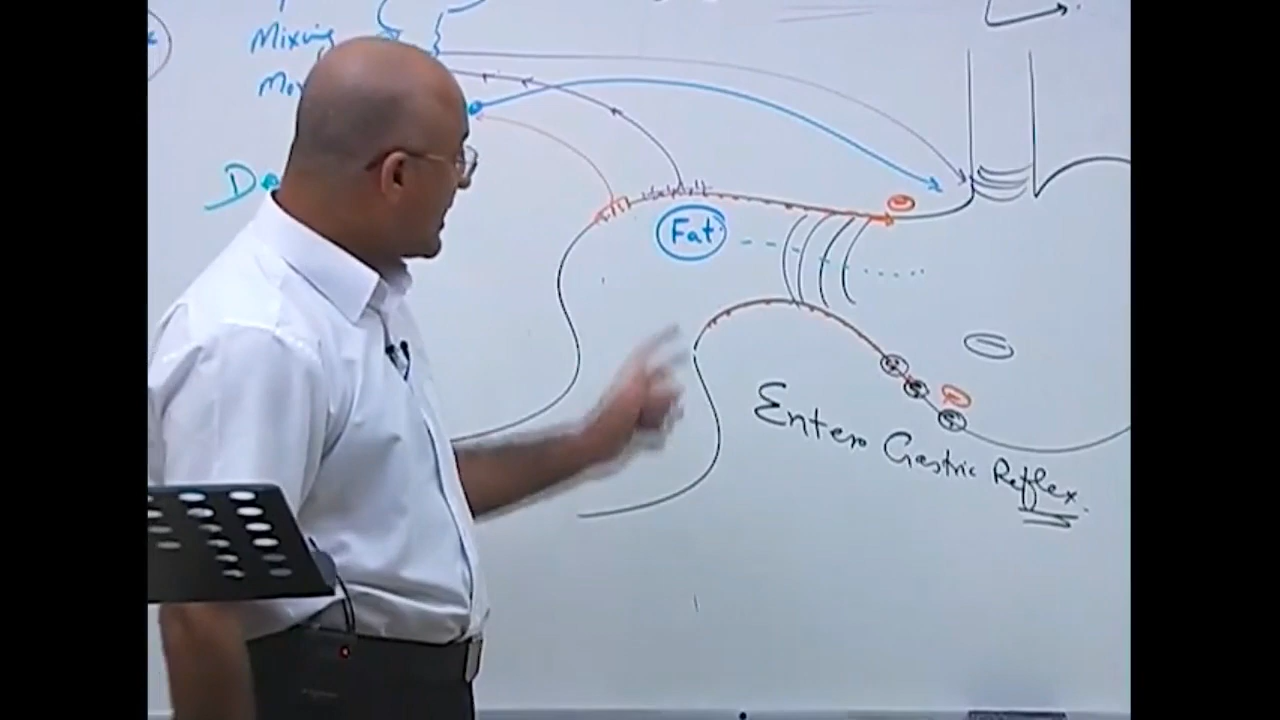 Mixing
Fat
Entero Gastric Reflex